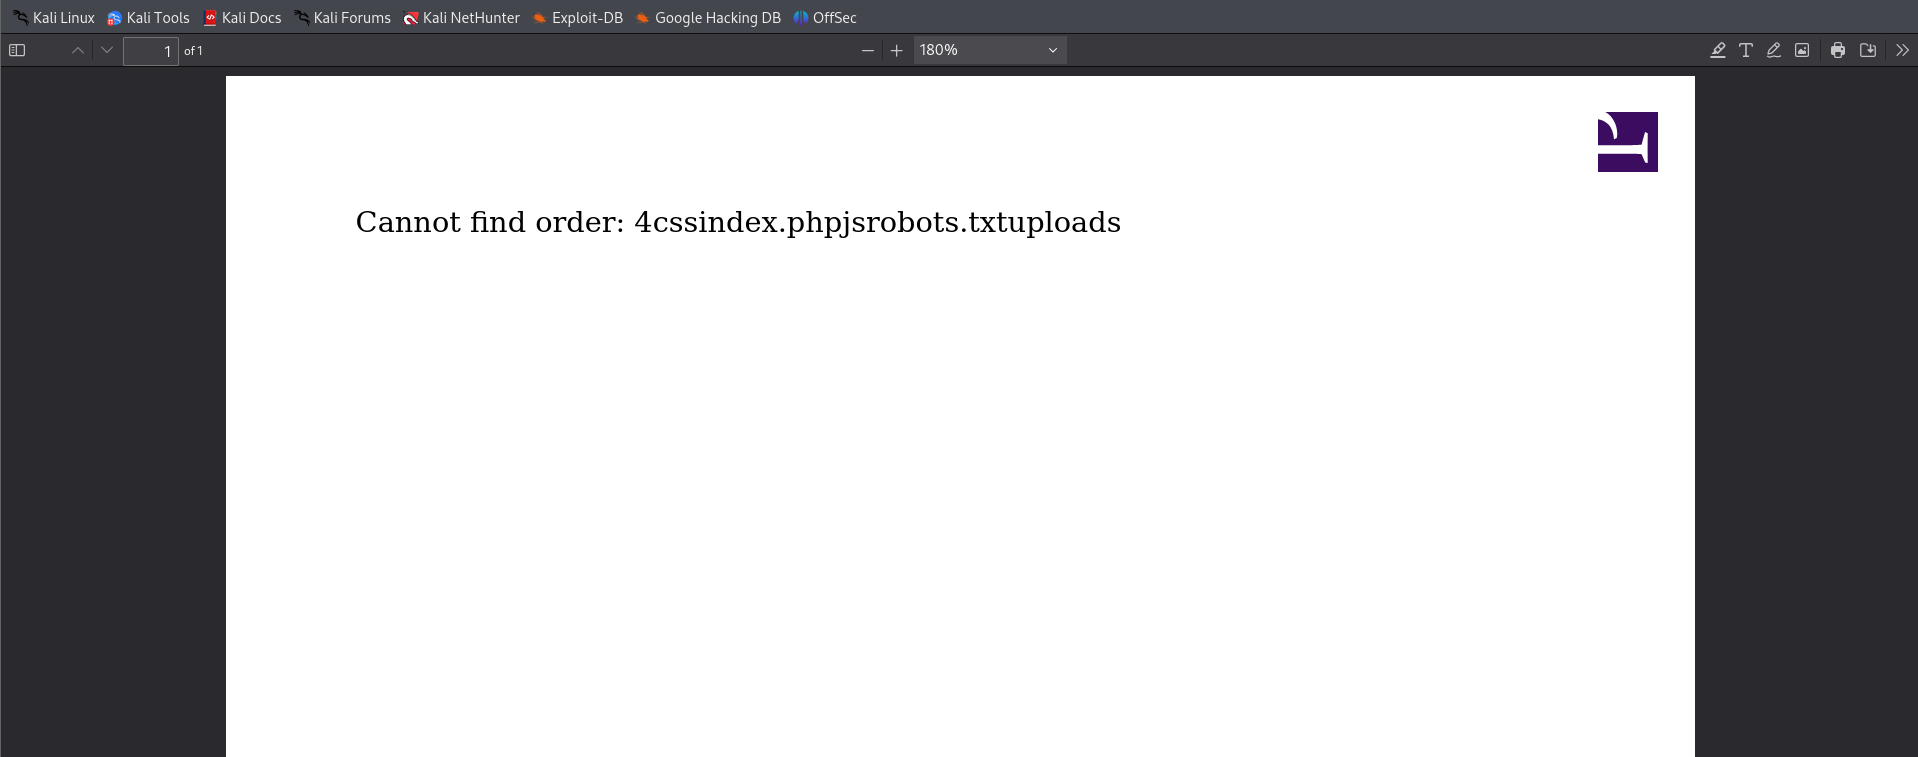 Kali Linux Kali Tools Kali Docs Kali Forums Kali NetHunter Exploit-DB Google Hacking DB OffSec
1 of 1 180%
Cannot find order: 4cssindex.phpjsrobots.txtuploads